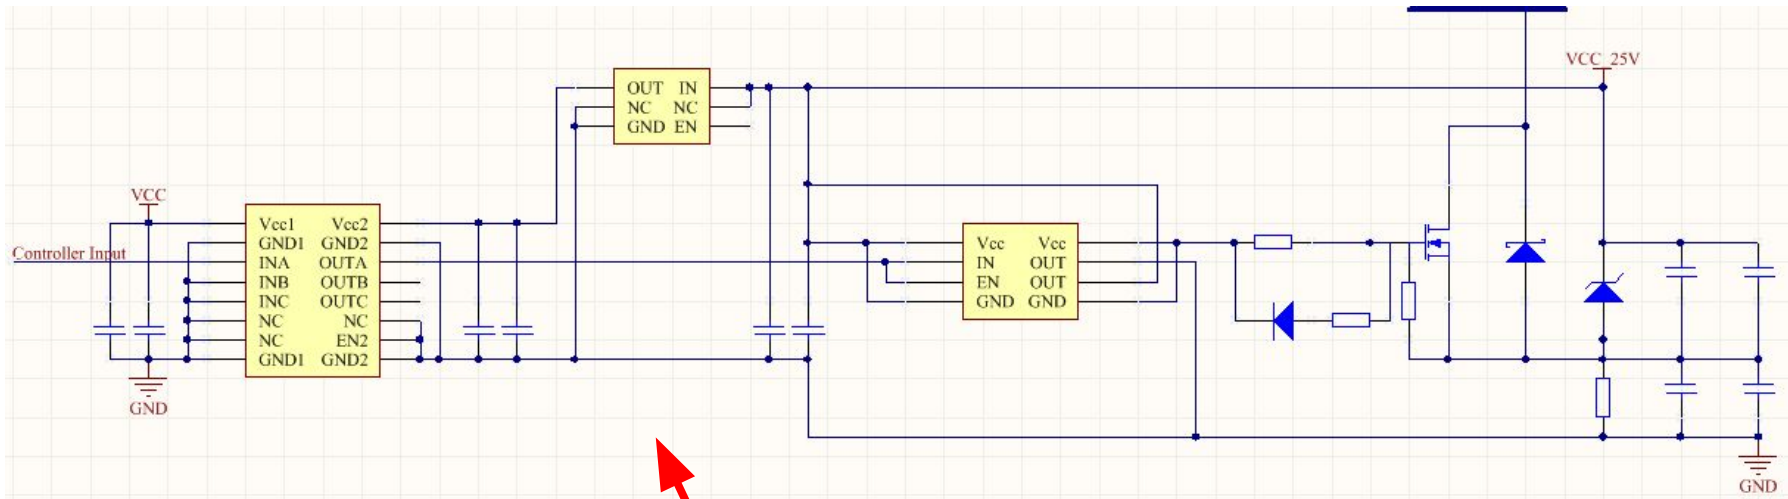 VCC_25V
OUT IN
NC NC
GND EN
VCC
Controller Input
Vcc1 Vcc2
GND1 GND2
INA OUTA
INB OUTB
INC OUTC
NC NC
NC EN2
GND1 GND2
GND
Vcc Vcc
IN OUT
EN OUT
GND GND
GND